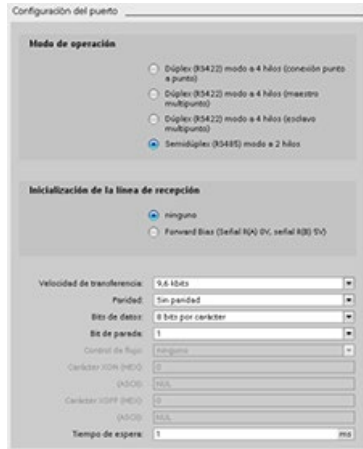 Configuración del puerto
Modo de operación
Dúplex (RS422) modo a 4 hilos (conexión punto
a punto)
Dúplex (RS422) modo a 4 hilos (maestro
multipunto)
Dúplex (RS422) modo a 4 hilos (esclavo
multipunto)
Semidúplex (RS485) modo a 2 hilos
Inicialización de la línea de recepción
ninguno
Forward Bias (Señal R(A) 0V, señal R(B) 5V)
Velocidad de transferencia: 9,6 kbits
Paridad: Sin paridad
Bits de datos: 8 bits por carácter
Bit de parada: 1
Control de flujo: ninguno
Carácter XON (HEX): 0
(ASCII): NUL
Carácter XOFF (HEX): 0
(ASCII): NUL
Tiempo de espera: 1 ms